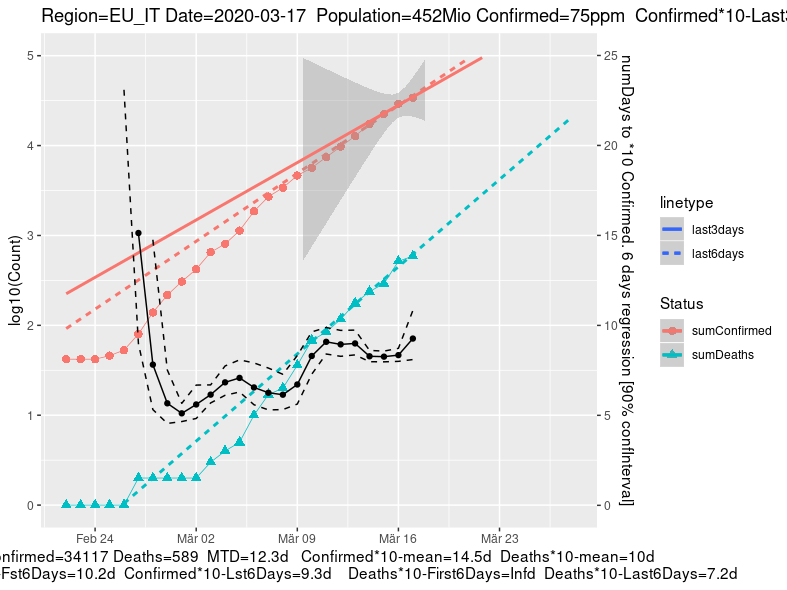 Region=EU_IT Date=2020-03-17  Population=452Mio Confirmed=75ppm  Confirmed*10-Last
5
4
3
2
1
0
log10(Count)
25
20
15
10
5
0
numDays to *10 Confirmed. 6 days regression [90% confInterval]
Feb 24
Mär 02
Mär 09
Mär 16
Mär 23
linetype
last3days
last6days
Status
sumConfirmed
sumDeaths
nfirmed=34117 Deaths=589  MTD=12.3d   Confirmed*10-mean=14.5d  Deaths*10-mean=10d
-Fst6Days=10.2d  Confirmed*10-Lst6Days=9.3d    Deaths*10-First6Days=Infd  Deaths*10-Last6Days=7.2d